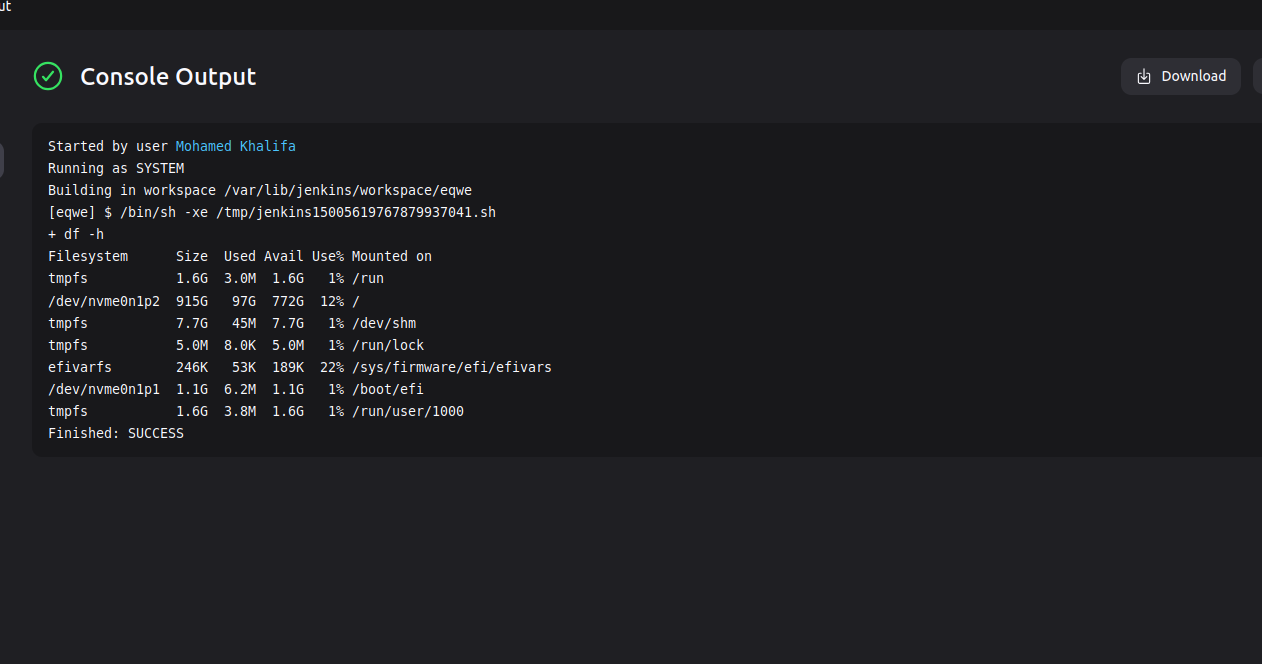 ut
Console Output
Download
Started by user Mohamed Khalifa
Running as SYSTEM
Building in workspace /var/lib/jenkins/workspace/eqwe
[eqwe] $ /bin/sh -xe /tmp/jenkins15005619767879937041.sh
+ df -h
Filesystem      Size  Used Avail Use% Mounted on
tmpfs           1.6G  3.0M  1.6G   1% /run
/dev/nvme0n1p2  915G   97G  772G  12% /
tmpfs           7.7G   45M  7.7G   1% /dev/shm
tmpfs           5.0M  8.0K  5.0M   1% /run/lock
efivarfs        246K   53K  189K  22% /sys/firmware/efi/efivars
/dev/nvme0n1p1  1.1G  6.2M  1.1G   1% /boot/efi
tmpfs           1.6G  3.8M  1.6G   1% /run/user/1000
Finished: SUCCESS